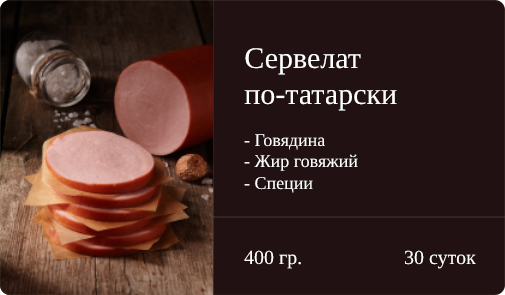 Сервелат
по-татарски
- Говядина
- Жир говяжий
- Специи
400 гр.
30 суток